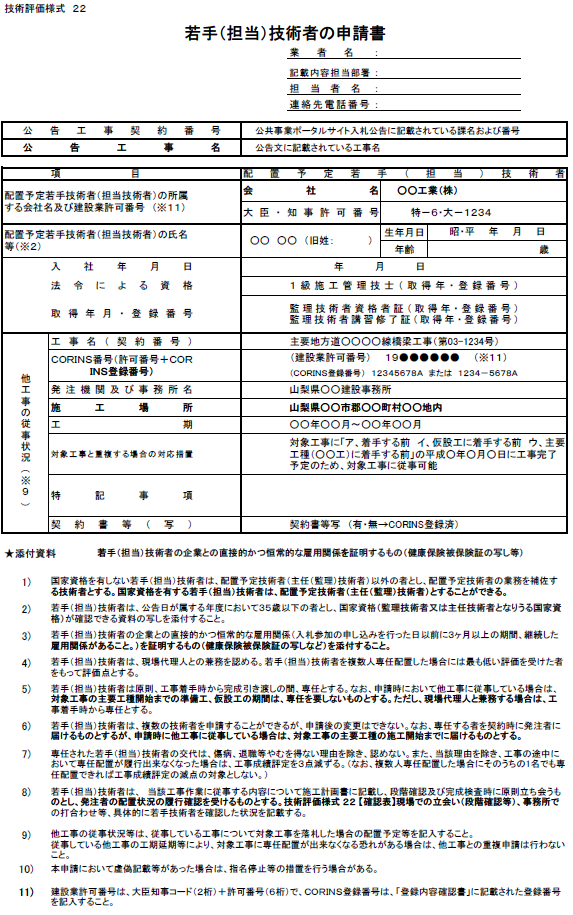 技術評価様式 22
若手(担当)技術者の申請書
業者名:
記載内容担当部署:
担当者名:
連絡先電話番号:
公告工事契約番号 公共事業ポータルサイト入札公告に記載されている課名および番号
公告工事名 公告文に記載されている工事名
項目 配置予定若手(担当)技術者
配置予定若手技術者(担当技術者)の所属 会社名 〇〇工業(株)
する会社名及び建設業許可番号 (※11) 大臣・知事許可番号 特-6・大-1234
配置予定若手技術者(担当技術者)の氏名 〇〇 〇〇 (旧姓: ) 生年月日 昭・平 年 月 日
等(※2) 年齢 歳
入社年月日 年 月 日
法令による資格 1級施工管理技士(取得年・登録番号)
取得年月・登録番号 監理技術者資格者証(取得年・登録番号)
監理技術者講習修了証(取得年・登録番号)
他工事の従事状況(※9)
工事名(契約番号) 主要地方道〇〇〇〇線橋梁工事(第03-1234号)
CORINS番号(許可番号+COR (建設業許可番号) 19●●●●●● (※11)
INS登録番号) (CORINS登録番号) 12345678A または 1234-5678A
発注機関及び事務所名 山梨県〇〇建設事務所
施工場所 山梨県〇〇市郡〇〇町村〇〇地内
工期 〇〇年〇〇月~〇〇年〇〇月
対象工事と重複する場合の対応措置 対象工事に「ア、着手する前 イ、仮設工に着手する前 ウ、主要
工種(〇〇工)に着手する前」の平成〇年〇月〇日に工事完了
予定のため、対象工事に従事可能
特記事項
契約書等(写) 契約書等写 (有・無→CORINS登録済)
★添付資料 若手(担当)技術者の企業との直接的かつ恒常的な雇用関係を証明するもの(健康保険被保険証の写し等)
1) 国家資格を有しない若手(担当)技術者は、配置予定技術者(主任(監理)技術者)以外の者とし、配置予定技術者の業務を補佐す
る技術者とする。国家資格を有する若手(担当)技術者は、配置予定技術者(主任(監理)技術者)とすることができる。
2) 若手(担当)技術者は、公告日が属する年度において35歳以下の者とし、国家資格(監理技術者又は主任技術者となりうる国家資
格)が確認できる資料の写しを添付すること。
3) 若手(担当)技術者の企業との直接的かつ恒常的な雇用関係(入札参加の申し込みを行った日以前に3ヶ月以上の期間、継続した
雇用関係があること。)を証明するもの(健康保険被保険証の写しなど)を添付すること。
4) 若手(担当)技術者は、現場代理人との兼務を認める。若手(担当)技術者を複数人専任配置した場合には最も低い評価を受けた者
をもって評価点とする。
5) 若手(担当)技術者は原則、工事着手時から完成引き渡しの間、専任とする。なお、申請時において他工事に従事している場合は、
対象工事の主要工種開始までの準備工、仮設工の期間は、専任を要しないものとする。ただし、現場代理人と兼務する場合は、工
事着手時から専任とする。
6) 若手(担当)技術者は、複数の技術者を申請することができるが、申請後の変更はできない。なお、専任する者を契約時に発注者に
届けるものとするが、申請時に他工事に従事している場合は、対象工事の主要工種の施工開始までに届けるものとする。
7) 専任された若手(担当)技術者の交代は、傷病、退職等やむを得ない理由を除き、認めない。また、当該理由を除き、工事の途中に
おいて専任配置が履行出来なくなった場合は、工事成績評定を3点減ずる。(なお、複数人専任配置した場合にそのうちの1名でも専
任配置できれば工事成績評定の減点の対象としない。)
8) 若手(担当)技術者は、 当該工事作業に従事する内容について施工計画書に記載し、段階確認及び完成検時に原則立ち会うも
のとし、発注者の配置状況の履行確認を受けるものとする。技術評価様式 22【確認表】現場での立会い(段階確認等)、事務所で
の打合わせ等、具体的に若手技術者を確認した状況を記載する。
9) 他工事の従事状況等は、従事している工事について対象工事を落札した場合の配置予定等を記入すること。
従事している他工事の工期延期等により、対象工事に専任配置が出来なくなる恐れがある場合は、他工事との重複申請は行わない
こと。
10) 本申請において虚偽記載等があった場合は、指名停止等の措置を行う場合がある。
11) 建設業許可番号は、大臣知事コード(2桁)+許可番号(6桁)で、CORINS登録番号は、「登録内容確認書」に記載された登録番号
を記入すること。